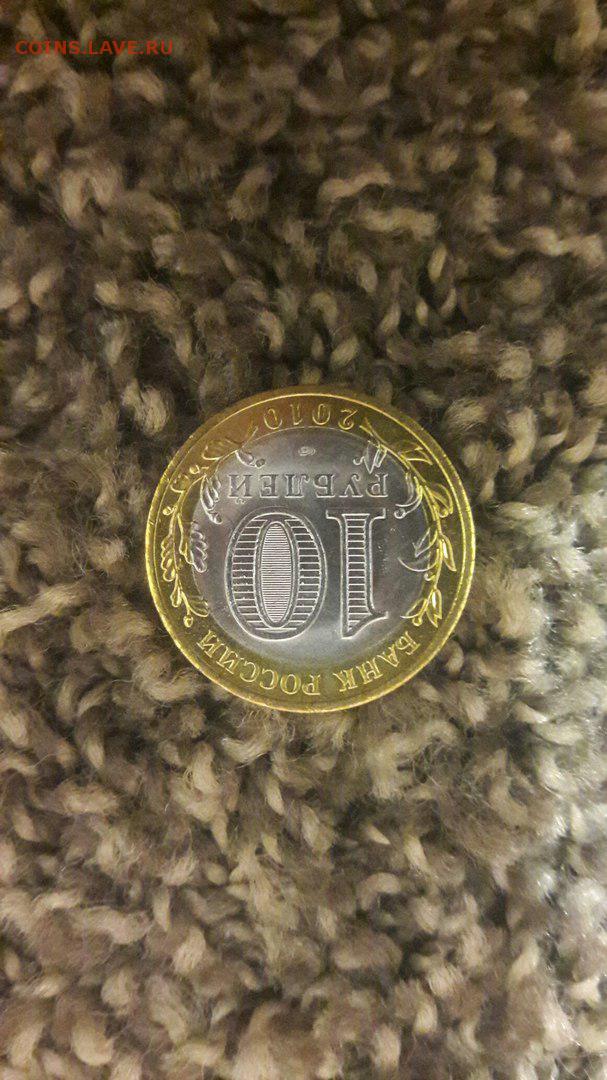 COINS.LAVE.RU
БАНК РОССИИ
10
РУБЛЕЙ
2010